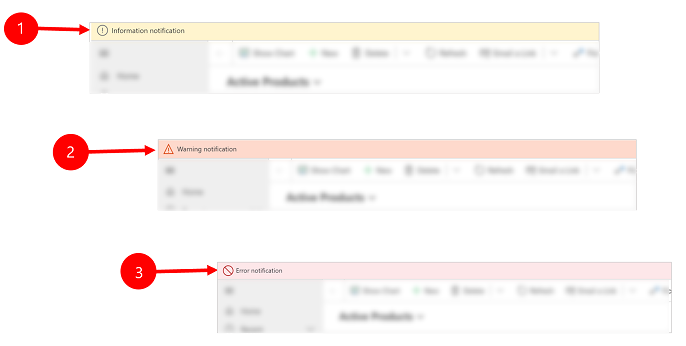 1
Information notification
Show Chart New Delete Refresh Email a Link
Home
Active Products
2
Warning notification
Show Chart New Delete Refresh Email a Link
Home
Active Products
3
Error notification
Show Chart New Delete Refresh Email a Link
Home
Active Products